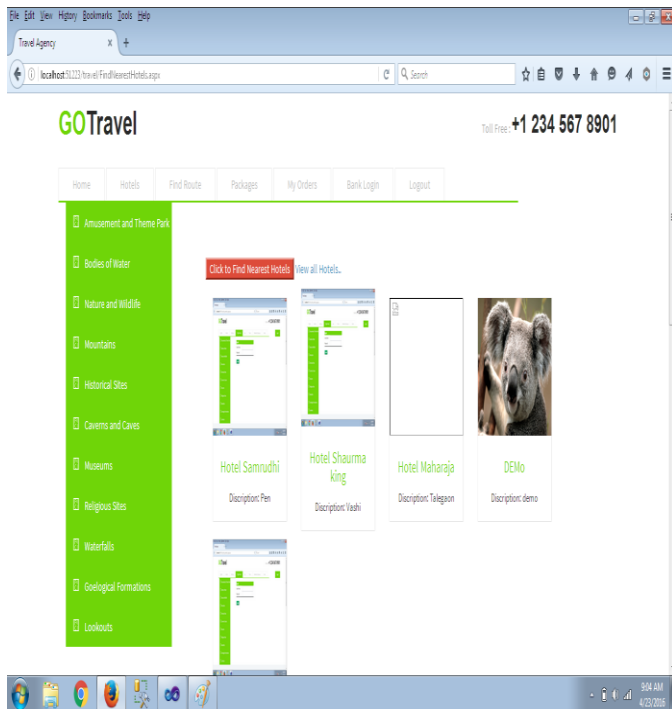 File Edit View History Bookmarks Tools Help
Travel Agency
localhost:51223/travel/FindNearestHotels.aspx
Search
GOTravel
Toll Free : +1 234 567 8901
Home Hotels Find Route Packages My Orders Bank Login Logout
Amusement and Theme Park
Bodies of Water
Nature and Wildlife
Mountains
Historical Sites
Caverns and Caves
Museums
Religious Sites
Waterfalls
Goelogical Formations
Lookouts
Click to Find Nearest Hotels View all Hotels..
Hotel Samrudhi
Discription: Pen
Hotel Shaurma
king
Discription: Vashi
Hotel Maharaja
Discription: Talegaon
DEMo
Discription: demo
9:04 AM
4/23/2016